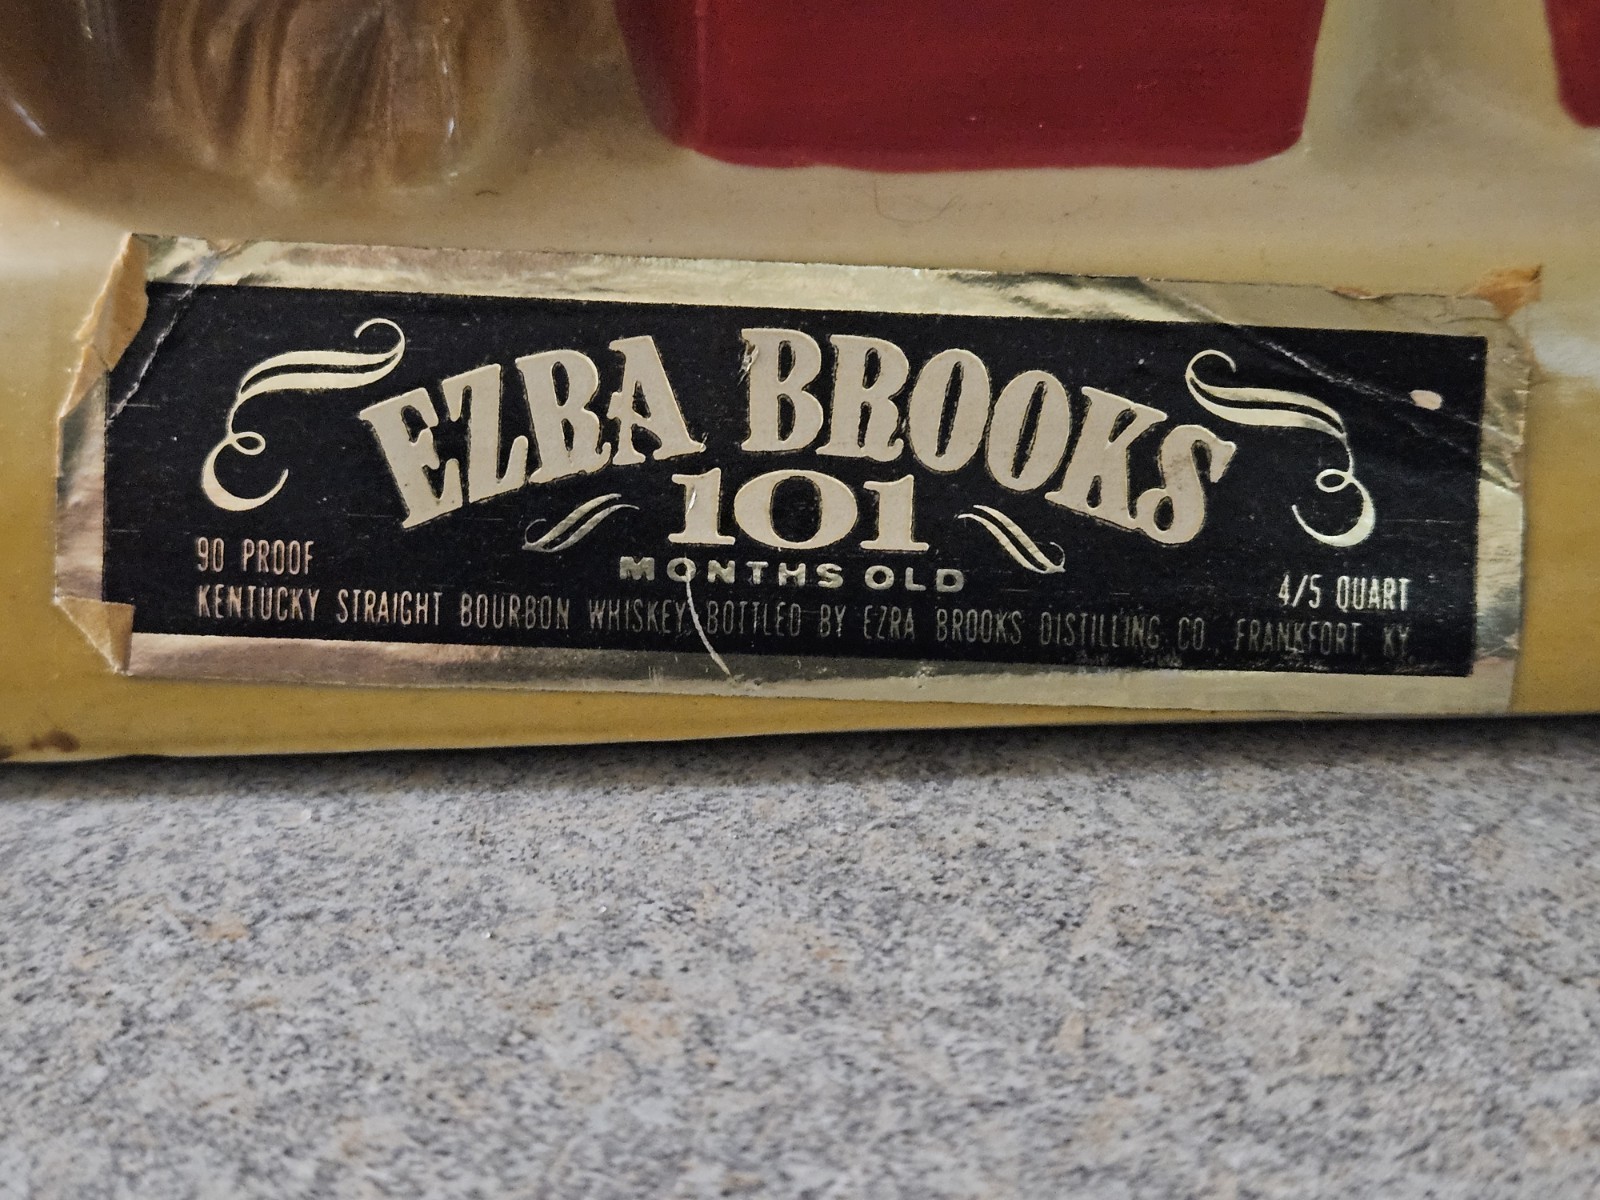 EZRA BROOKS
101
MONTHS OLD
90 PROOF
4/5 QUART
KENTUCKY STRAIGHT BOURBON WHISKEY, BOTTLED BY EZRA BROOKS DISTILLING CO., FRANKFORT, KY.